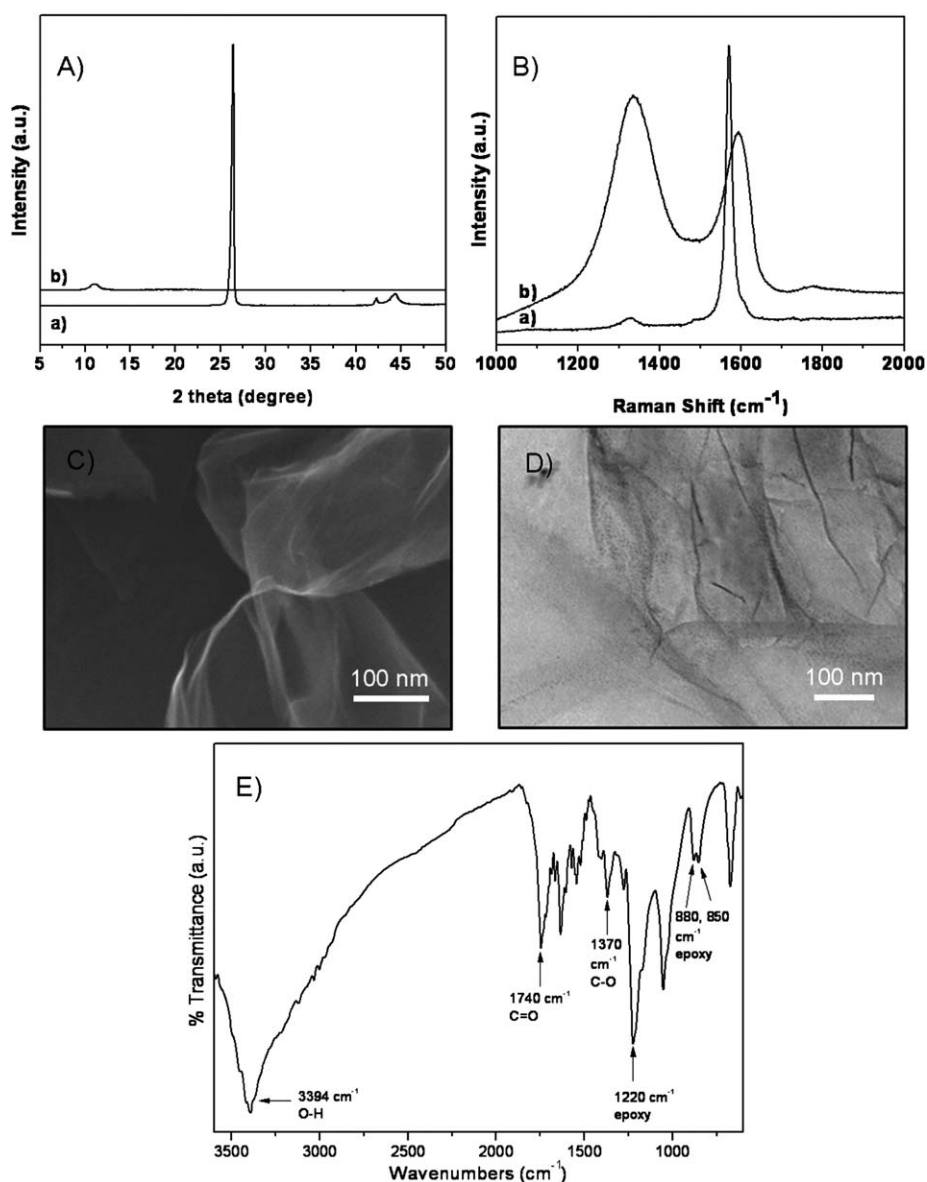 A)
Intensity (a.u.)
b)
a)
5 10 15 20 25 30 35 40 45 50
2 theta (degree)
B)
Intensity (a.u.)
b)
a)
1000 1200 1400 1600 1800 2000
Raman Shift (cm⁻¹)
C)
100 nm
D)
100 nm
E)
% Transmittance (a.u.)
3394 cm⁻¹
O-H
1740 cm⁻¹
C=O
1370
cm⁻¹
C-O
1220 cm⁻¹
epoxy
880, 850
cm⁻¹
epoxy
3500 3000 2500 2000 1500 1000
Wavenumbers (cm⁻¹)